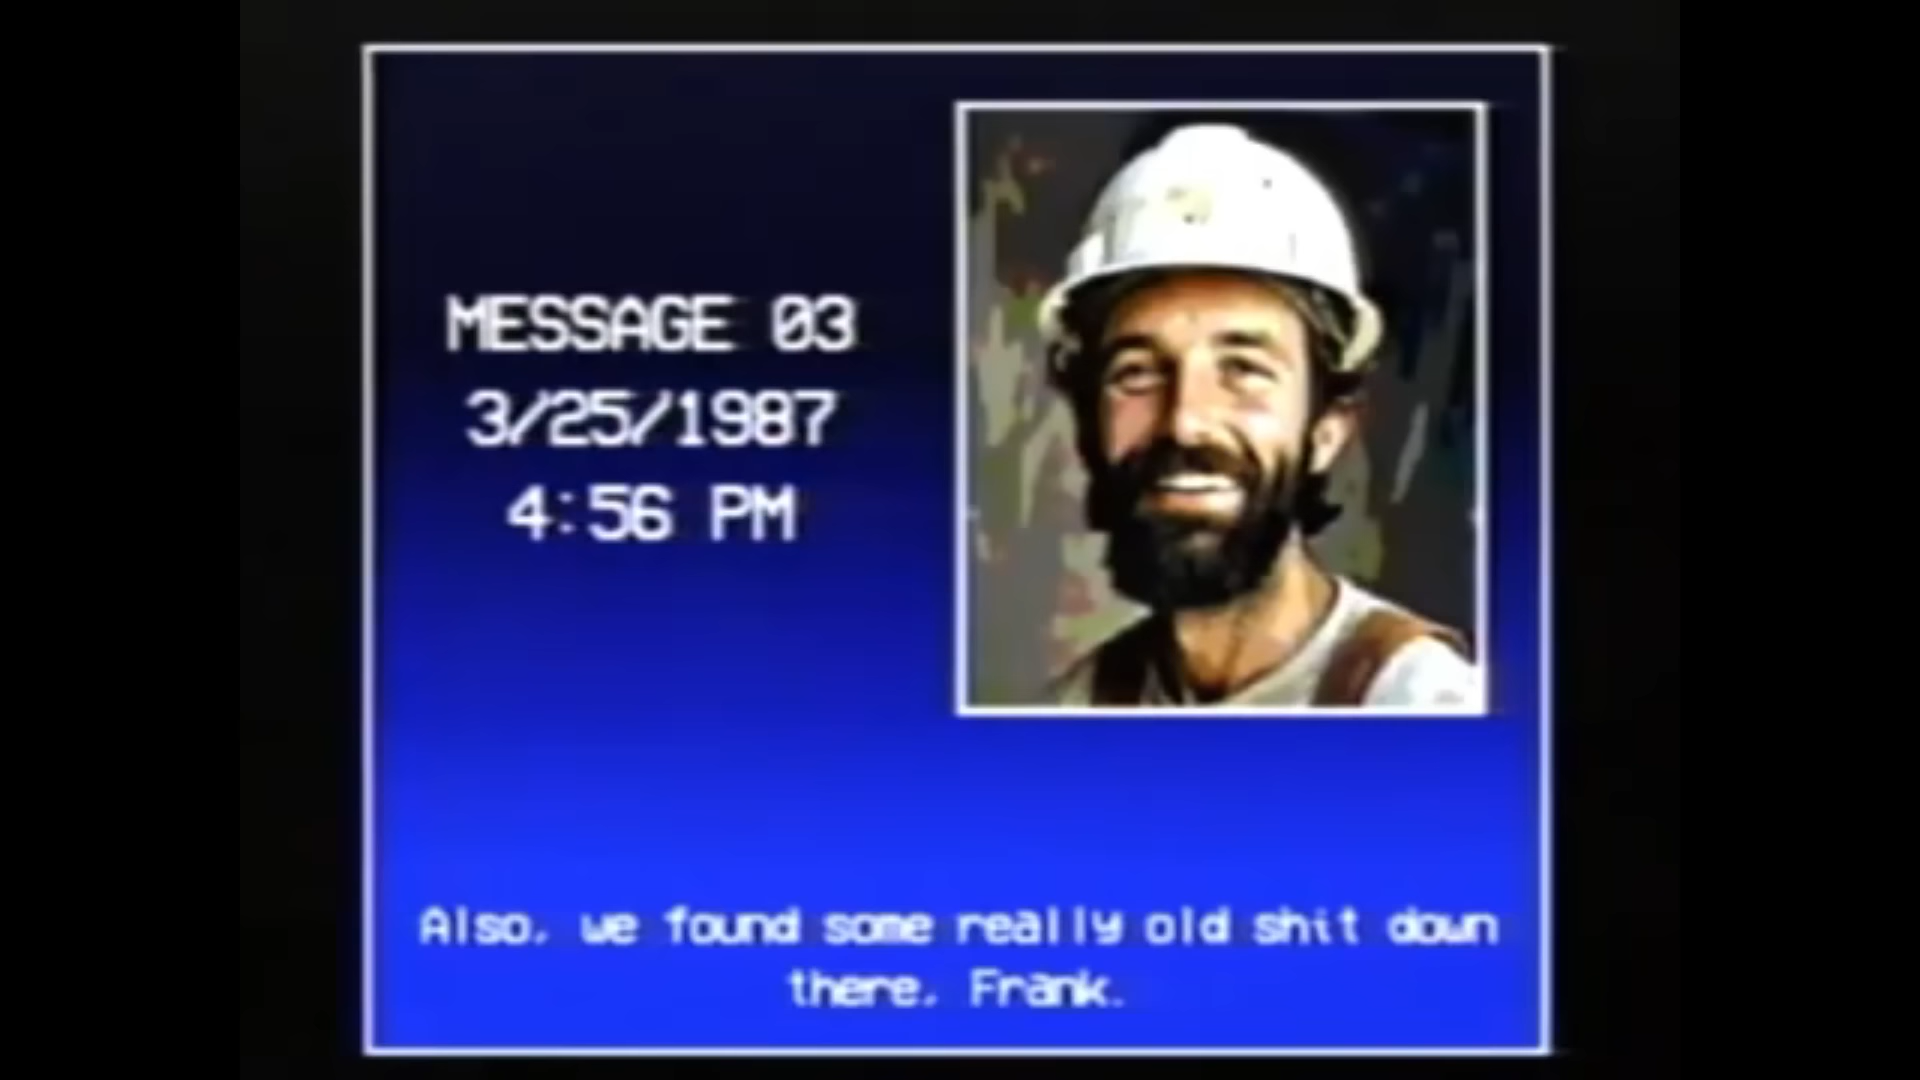 MESSAGE 03
3/25/1987
4:56 PM
Also, we found some really old shit down
there, Frank.